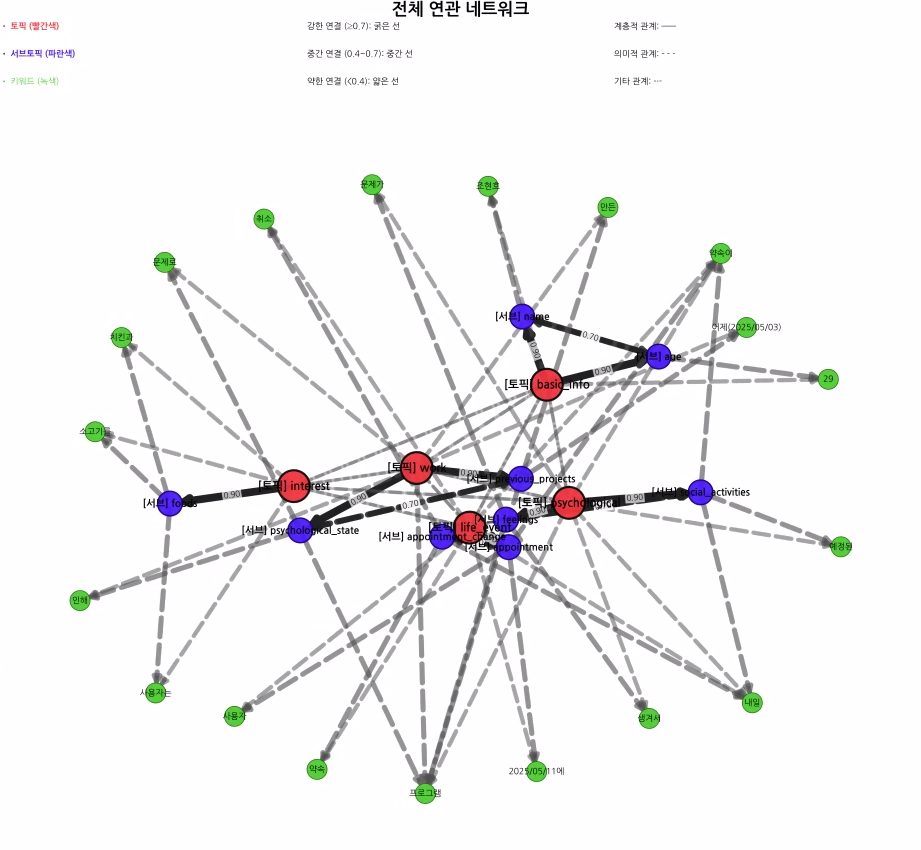 전체 연관 네트워크
• 토픽 (빨간색)
강한 연결 (≥0.7): 굵은 선
계층적 관계: ──
• 서브토픽 (파란색)
중간 연결 (0.4~0.7): 중간 선
의미적 관계: - - -
• 키워드 (녹색)
약한 연결 (<0.4): 얇은 선
기타 관계: ···
문제가
조현호
만든
취소
약속이
문제로
[서브] name
어제(2025/05/03)
치킨과
0.70
0.90
[서브] age
0.90
29
[토픽] basic_info
소고기를
[토픽] work
0.90
[서브] previous_projects
[토픽] interest
0.90
[서브] foods
0.90
0.70
[토픽] psychological
0.90
[서브] social_activities
[서브] psychological_state
[토픽] life_event
[서브] feelings
0.90
[서브] appointment_change
[서브] appointment
예정된
인해
사용자는
내일
사용자
생겨서
약속
2025/05/11에
프로그램